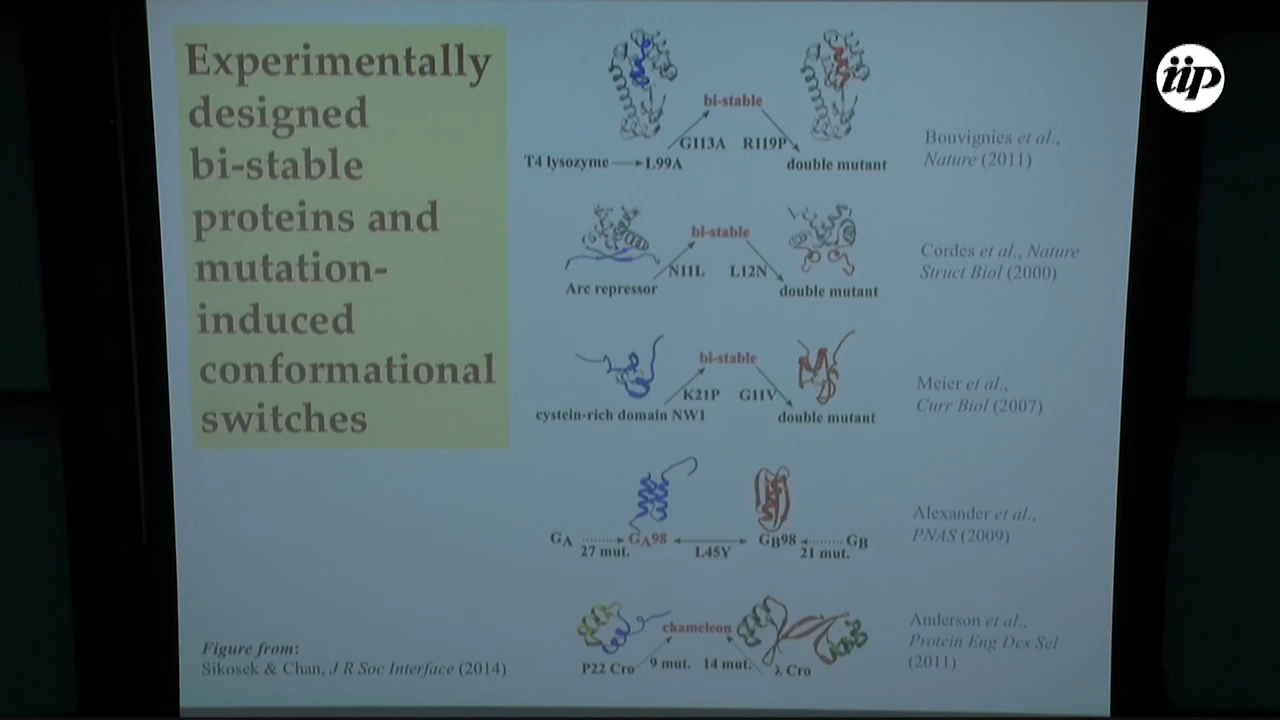 Experimentally
designed
bi-stable
proteins and
mutation-
induced
conformational
switches
Figure from:
Sikosek & Chan, J R Soc Interface (2014)
bi-stable
G113A R119P
T4 lysozyme L99A double mutant
Bouvignies et al.,
Nature (2011)
bi-stable
N11L L12N
Arc repressor double mutant
Cordes et al., Nature
Struct Biol (2000)
bi-stable
K21P G11V
cystein-rich domain NW1 double mutant
Meier et al.,
Curr Biol (2007)
GA GA98 GB98 GB
27 mut. L45Y 21 mut.
Alexander et al.,
PNAS (2009)
chameleon
P22 Cro 9 mut. 14 mut. λ Cro
Anderson et al.,
Protein Eng Des Sel
(2011)
iip